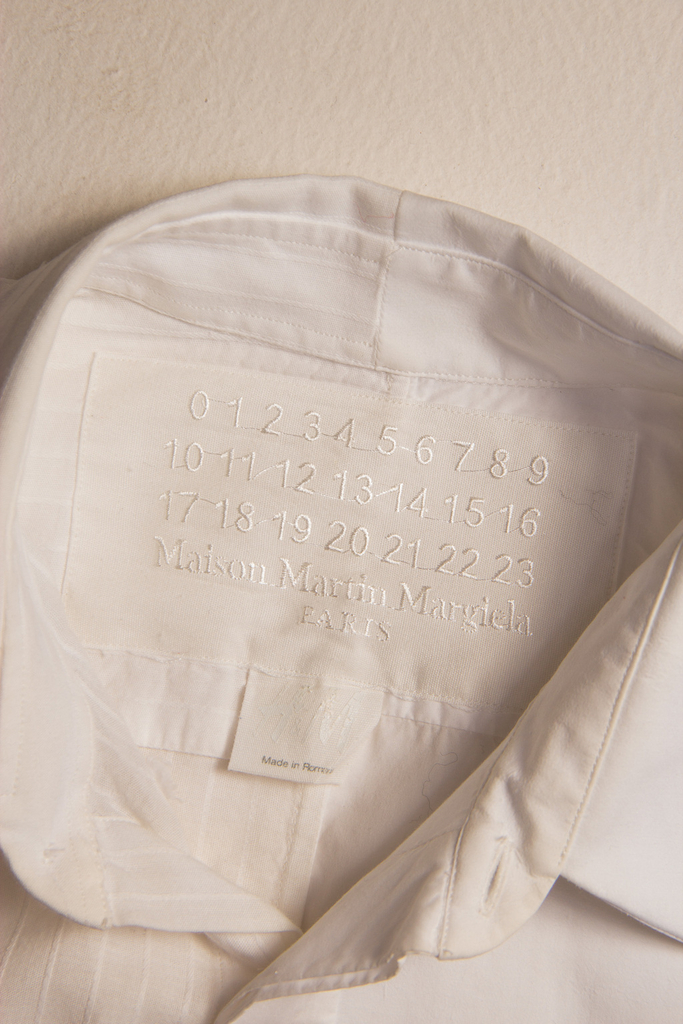 0 1 2 3 4 5 6 7 8 9
10 11 12 13 14 15 16
17 18 19 20 21 22 23
Maison Martin Margiela
PARIS
Made in